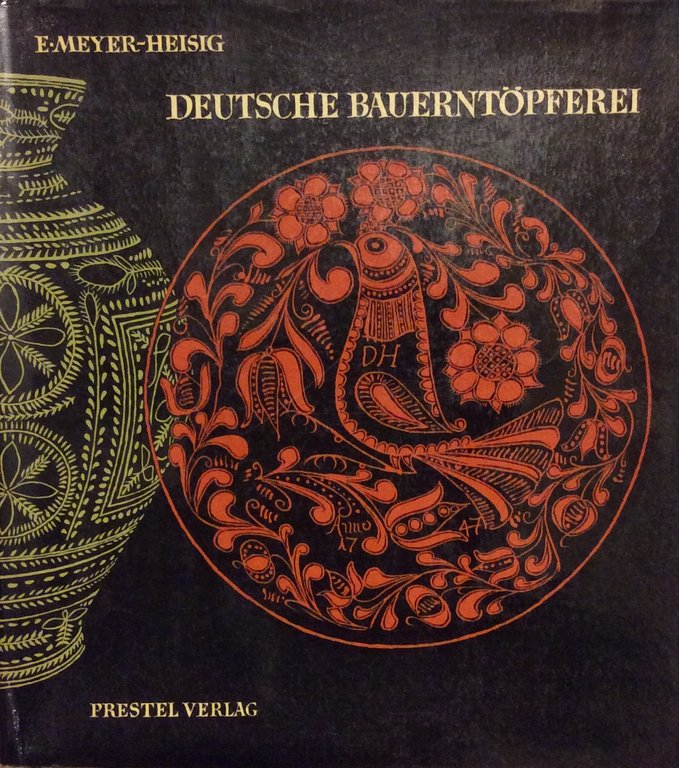 E·MEYER-HEISIG
DEUTSCHE BAUERNTÖPFEREI
DH
Anno
17 47
PRESTEL VERLAG